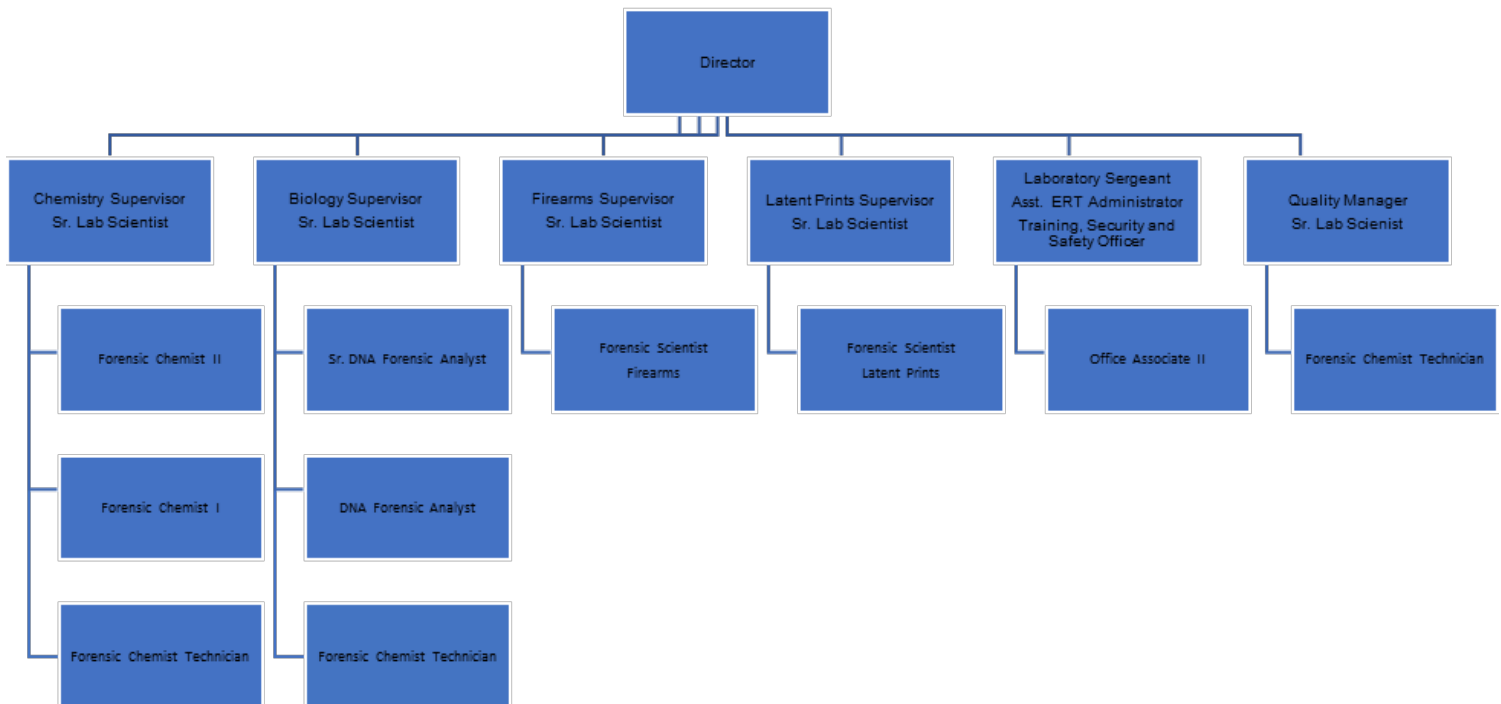 Director
Chemistry Supervisor
Sr. Lab Scientist
Biology Supervisor
Sr. Lab Scientist
Firearms Supervisor
Sr. Lab Scientist
Latent Prints Supervisor
Sr. Lab Scientist
Laboratory Sergeant
Asst. ERT Administrator
Training, Security and
Safety Officer
Quality Manager
Sr. Lab Scienist
Forensic Chemist II
Sr. DNA Forensic Analyst
Forensic Scientist
Firearms
Forensic Scientist
Latent Prints
Office Associate II
Forensic Chemist Technician
Forensic Chemist I
DNA Forensic Analyst
Forensic Chemist Technician
Forensic Chemist Technician